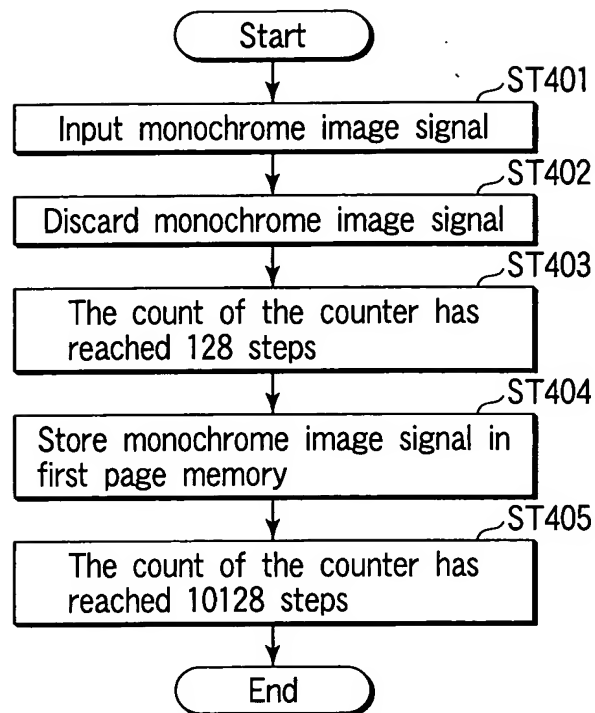 Start
ST401
Input monochrome image signal
ST402
Discard monochrome image signal
ST403
The count of the counter has
reached 128 steps
ST404
Store monochrome image signal in
first page memory
ST405
The count of the counter has
reached 10128 steps
End